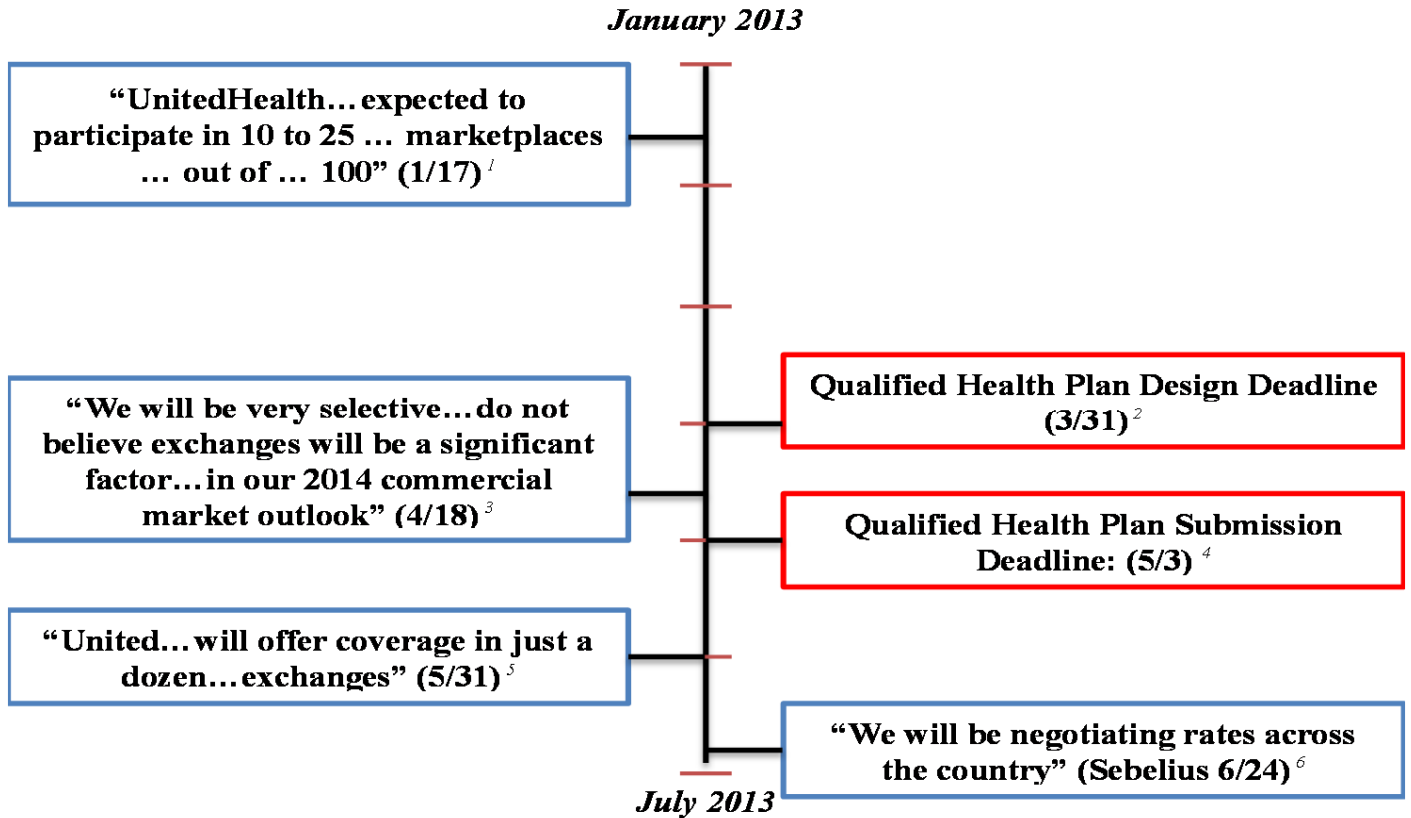 January 2013
“UnitedHealth…expected to
participate in 10 to 25 … marketplaces
… out of … 100” (1/17) 1
Qualified Health Plan Design Deadline
(3/31) 2
“We will be very selective…do not
believe exchanges will be a significant
factor…in our 2014 commercial
market outlook” (4/18) 3
Qualified Health Plan Submission
Deadline: (5/3) 4
“United…will offer coverage in just a
dozen…exchanges” (5/31) 5
“We will be negotiating rates across
the country” (Sebelius 6/24) 6
July 2013